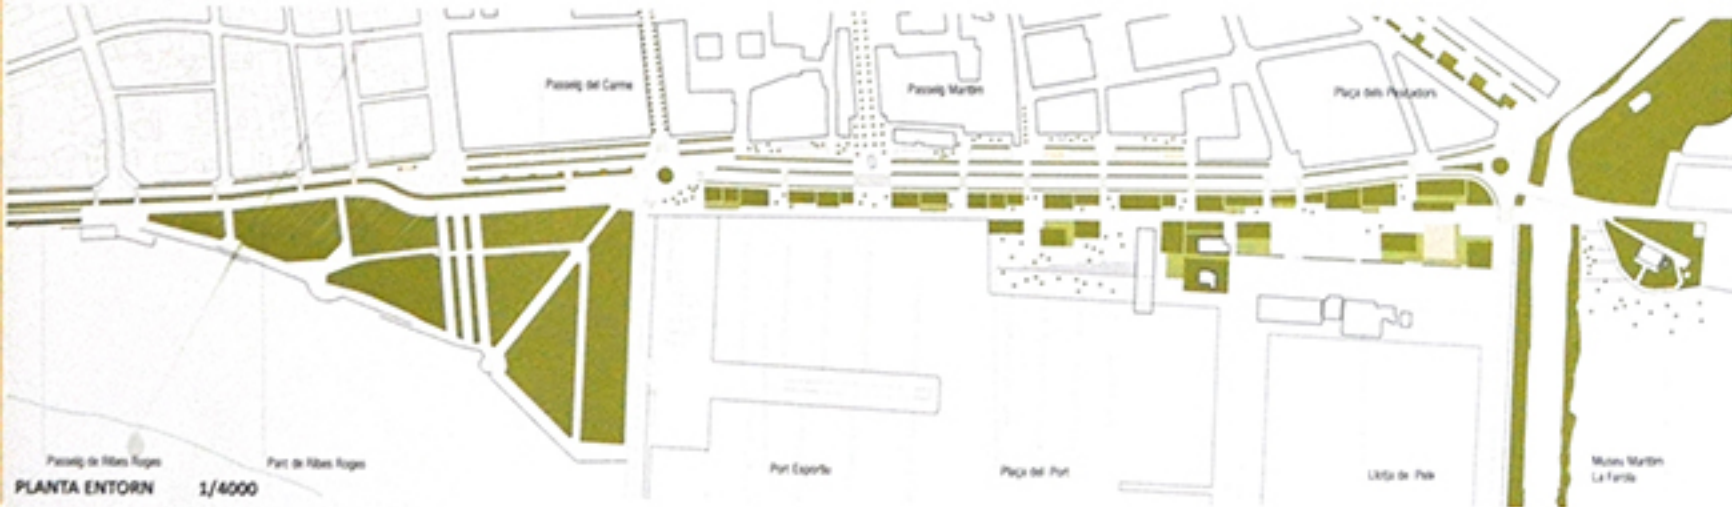 Passeig del Carme
Passeig Marítim
Plaça dels Pescadors
Passeig de Ribes Roges
Parc de Ribes Roges
Port Esportiu
Plaça del Port
Llotja de Peix
Museu Marítim
La Farola
PLANTA ENTORN 1/4000